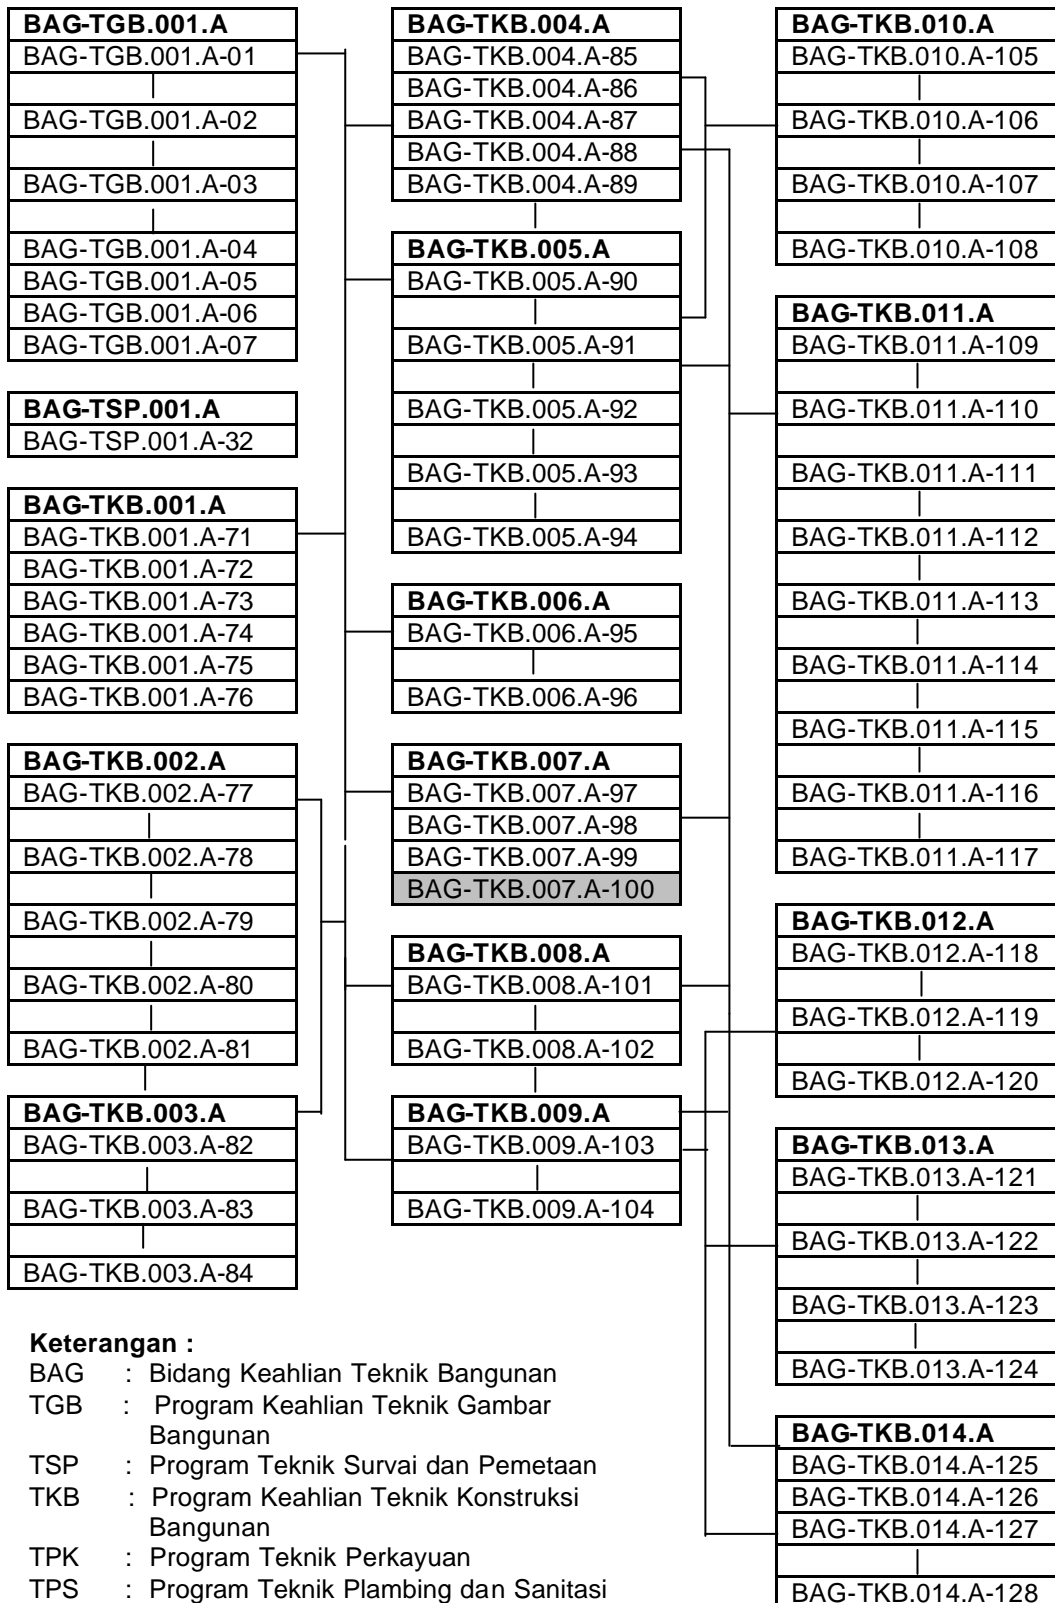 BAG-TGB.001.A
BAG-TGB.001.A-01
BAG-TGB.001.A-02
BAG-TGB.001.A-03
BAG-TGB.001.A-04
BAG-TGB.001.A-05
BAG-TGB.001.A-06
BAG-TGB.001.A-07
BAG-TSP.001.A
BAG-TSP.001.A-32
BAG-TKB.001.A
BAG-TKB.001.A-71
BAG-TKB.001.A-72
BAG-TKB.001.A-73
BAG-TKB.001.A-74
BAG-TKB.001.A-75
BAG-TKB.001.A-76
BAG-TKB.002.A
BAG-TKB.002.A-77
BAG-TKB.002.A-78
BAG-TKB.002.A-79
BAG-TKB.002.A-80
BAG-TKB.002.A-81
BAG-TKB.003.A
BAG-TKB.003.A-82
BAG-TKB.003.A-83
BAG-TKB.003.A-84
BAG-TKB.004.A
BAG-TKB.004.A-85
BAG-TKB.004.A-86
BAG-TKB.004.A-87
BAG-TKB.004.A-88
BAG-TKB.004.A-89
BAG-TKB.005.A
BAG-TKB.005.A-90
BAG-TKB.005.A-91
BAG-TKB.005.A-92
BAG-TKB.005.A-93
BAG-TKB.005.A-94
BAG-TKB.006.A
BAG-TKB.006.A-95
BAG-TKB.006.A-96
BAG-TKB.007.A
BAG-TKB.007.A-97
BAG-TKB.007.A-98
BAG-TKB.007.A-99
BAG-TKB.007.A-100
BAG-TKB.008.A
BAG-TKB.008.A-101
BAG-TKB.008.A-102
BAG-TKB.009.A
BAG-TKB.009.A-103
BAG-TKB.009.A-104
BAG-TKB.010.A
BAG-TKB.010.A-105
BAG-TKB.010.A-106
BAG-TKB.010.A-107
BAG-TKB.010.A-108
BAG-TKB.011.A
BAG-TKB.011.A-109
BAG-TKB.011.A-110
BAG-TKB.011.A-111
BAG-TKB.011.A-112
BAG-TKB.011.A-113
BAG-TKB.011.A-114
BAG-TKB.011.A-115
BAG-TKB.011.A-116
BAG-TKB.011.A-117
BAG-TKB.012.A
BAG-TKB.012.A-118
BAG-TKB.012.A-119
BAG-TKB.012.A-120
BAG-TKB.013.A
BAG-TKB.013.A-121
BAG-TKB.013.A-122
BAG-TKB.013.A-123
BAG-TKB.013.A-124
BAG-TKB.014.A
BAG-TKB.014.A-125
BAG-TKB.014.A-126
BAG-TKB.014.A-127
BAG-TKB.014.A-128
Keterangan :
BAG : Bidang Keahlian Teknik Bangunan
TGB : Program Keahlian Teknik Gambar
Bangunan
TSP : Program Teknik Survai dan Pemetaan
TKB : Program Keahlian Teknik Konstruksi
Bangunan
TPK : Program Teknik Perkayuan
TPS : Program Teknik Plambing dan Sanitasi